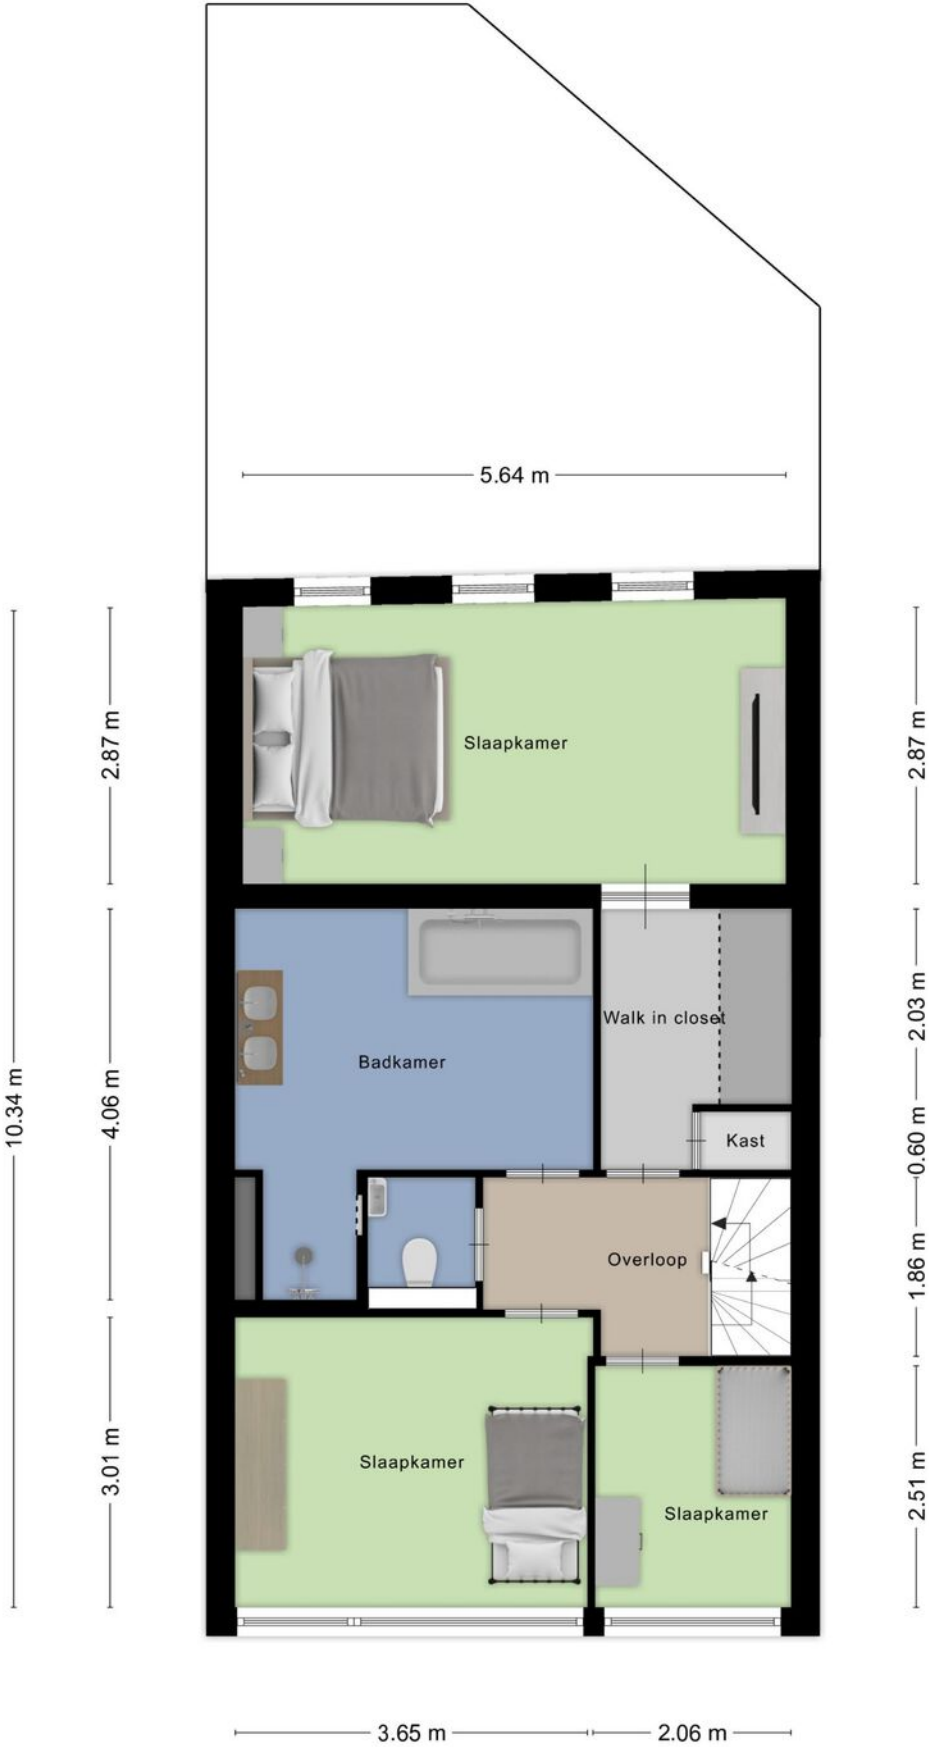 5.64 m
2.87 m
2.87 m
Slaapkamer
10.34 m
4.06 m
2.03 m
Walk in closet
Badkamer
0.60 m
Kast
1.86 m
Overloop
3.01 m
2.51 m
Slaapkamer
Slaapkamer
3.65 m
2.06 m